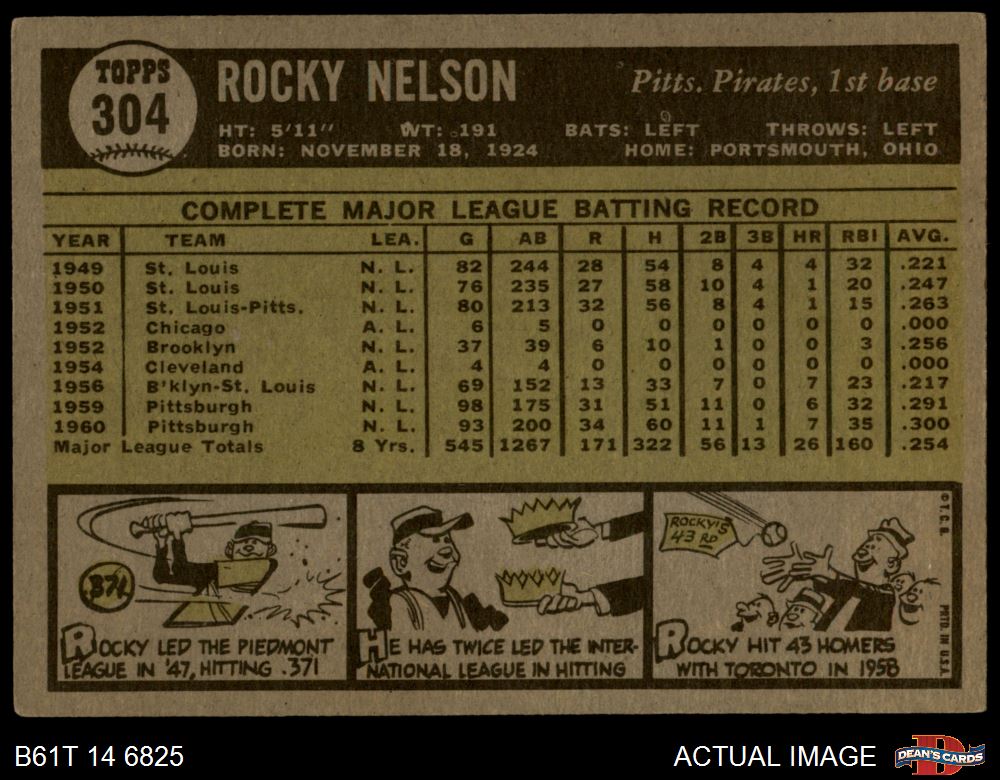 TOPPS
304
ROCKY NELSON
Pitts. Pirates, 1st base
HT: 5'11" WT: 191 BATS: LEFT THROWS: LEFT
BORN: NOVEMBER 18, 1924 HOME: PORTSMOUTH, OHIO
COMPLETE MAJOR LEAGUE BATTING RECORD
YEAR TEAM LEA. G AB R H 2B 3B HR RBI AVG.
1949 St. Louis N. L. 82 244 28 54 8 4 4 32 .221
1950 St. Louis N. L. 76 235 27 58 10 4 1 20 .247
1951 St. Louis-Pitts. N. L. 80 213 32 56 8 4 1 15 .263
1952 Chicago A. L. 6 5 0 0 0 0 0 0 .000
1952 Brooklyn N. L. 37 39 6 10 1 0 0 3 .256
1954 Cleveland A. L. 4 4 0 0 0 0 0 0 .000
1956 B'klyn-St. Louis N. L. 69 152 13 33 7 0 7 23 .217
1959 Pittsburgh N. L. 98 175 31 51 11 0 6 32 .291
1960 Pittsburgh N. L. 93 200 34 60 11 1 7 35 .300
Major League Totals 8 Yrs. 545 1267 171 322 56 13 26 160 .254
.371
ROCKY LED THE PIEDMONT
LEAGUE IN '47, HITTING .371
HE HAS TWICE LED THE INTER-
NATIONAL LEAGUE IN HITTING
ROCKY'S
43 RD
ROCKY HIT 43 HOMERS
WITH TORONTO IN 1958
© T.C.G. PRTD. IN U.S.A.
B61T 14 6825
ACTUAL IMAGE
D
DEAN'S CARDS